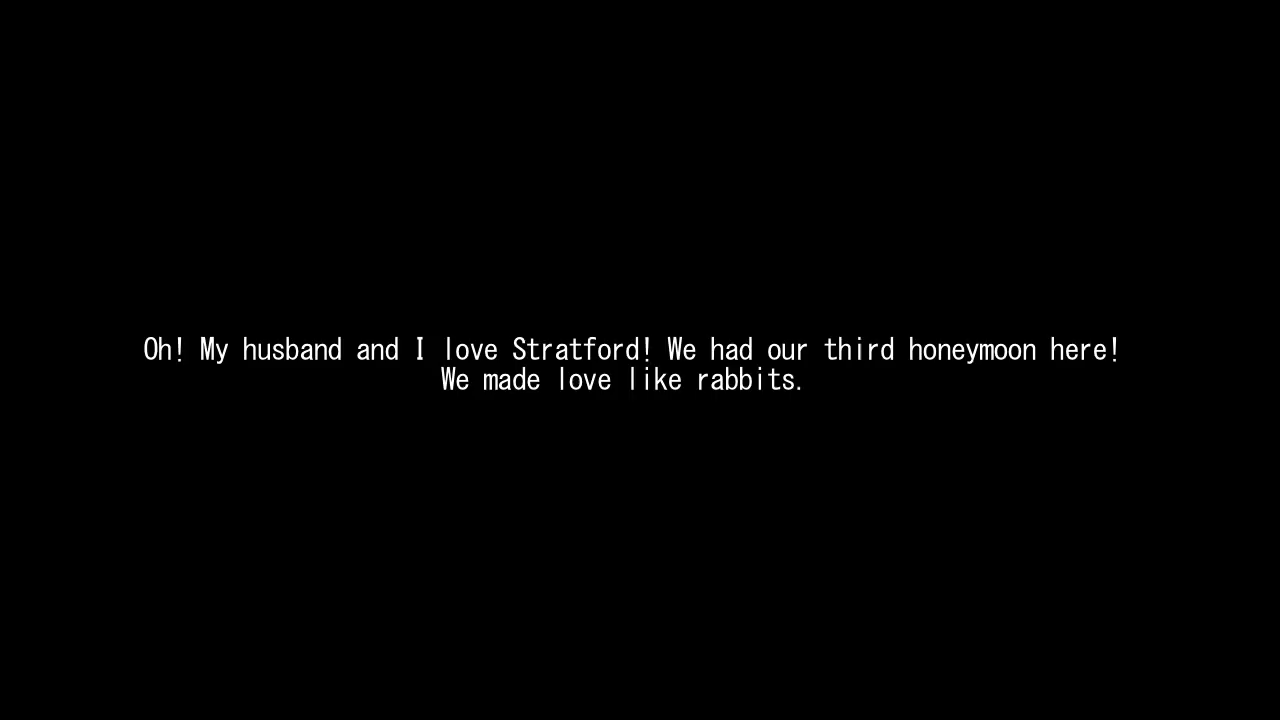 Oh! My husband and I love Stratford! We had our third honeymoon here!
We made love like rabbits.